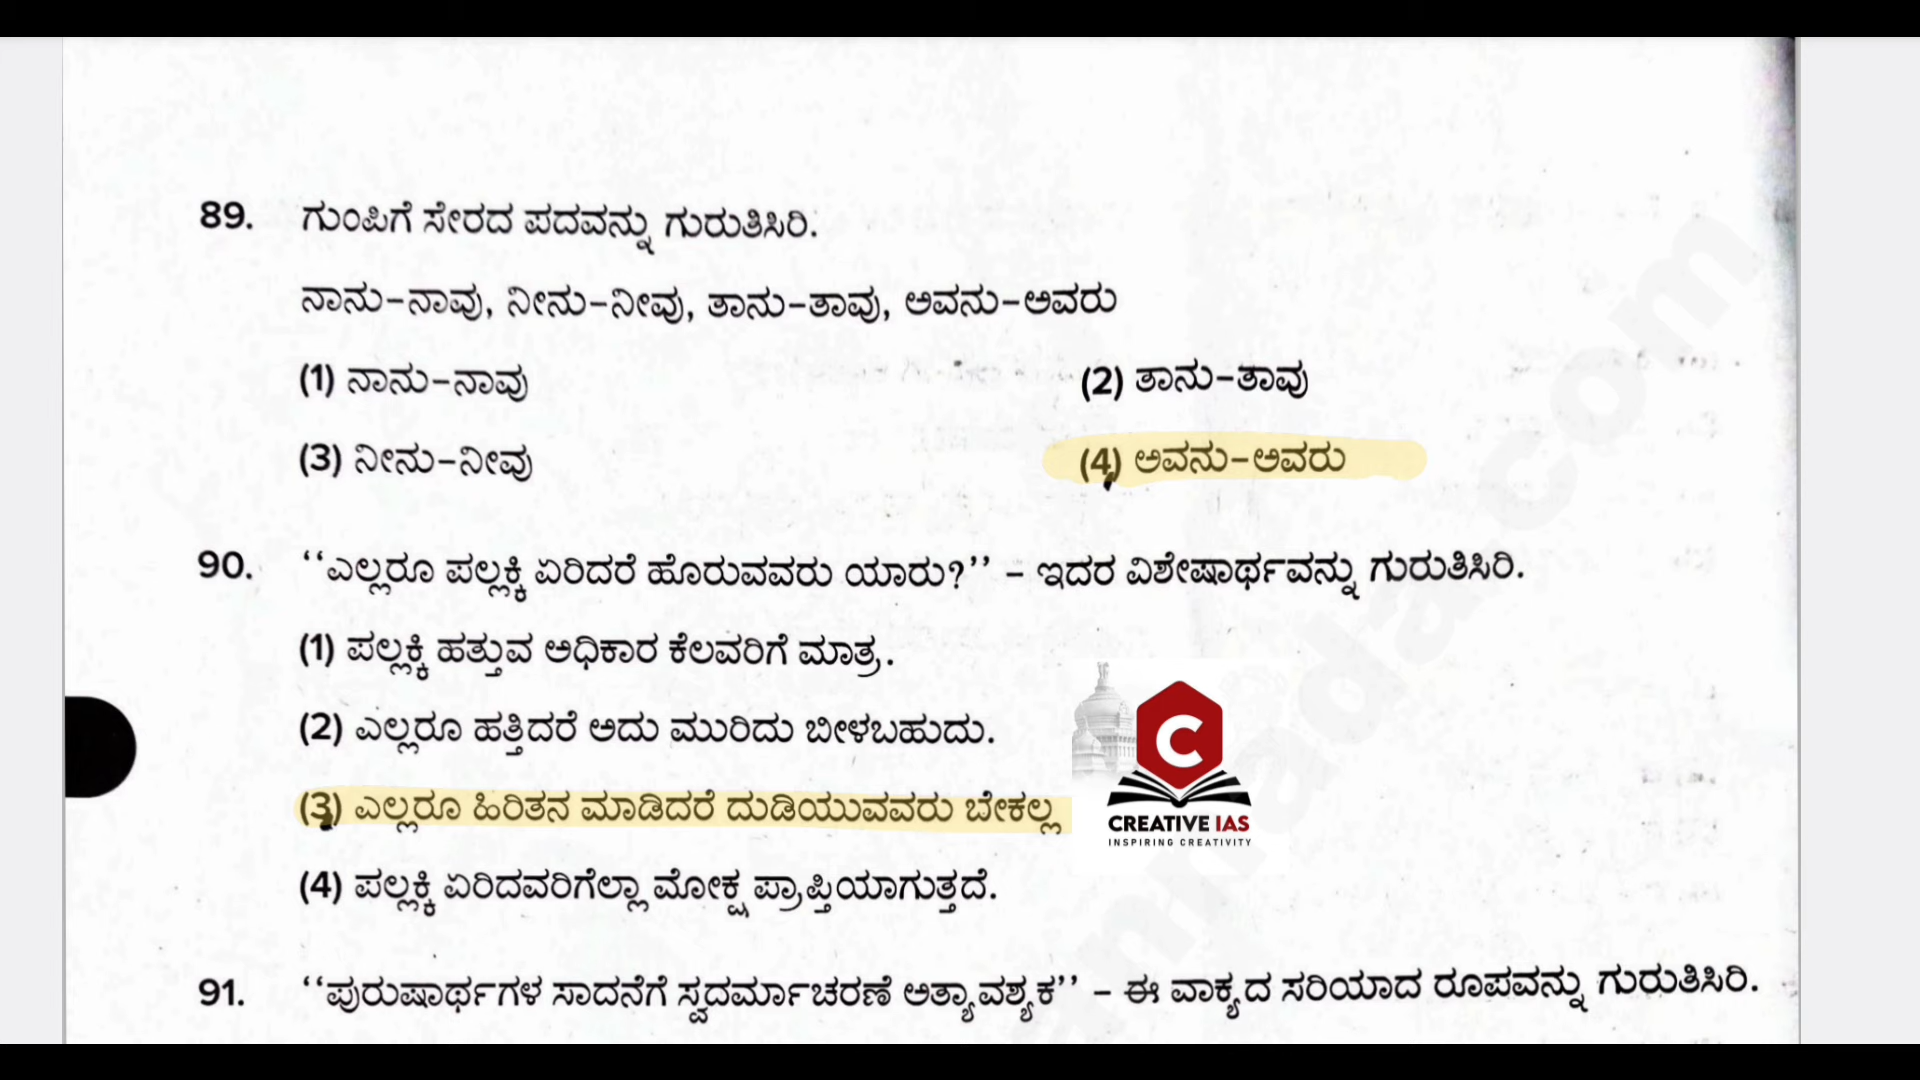 89. ಗುಂಪಿಗೆ ಸೇರದ ಪದವನ್ನು ಗುರುತಿಸಿರಿ.
ನಾನು–ನಾವು, ನೀನು–ನೀವು, ತಾನು–ತಾವು, ಅವನು–ಅವರು
(1) ನಾನು–ನಾವು (2) ತಾನು–ತಾವು
(3) ನೀನು–ನೀವು (4) ಅವನು–ಅವರು
90. ‘‘ಎಲ್ಲರೂ ಪಲ್ಲಕ್ಕಿ ಏರಿದರೆ ಹೊರುವವರು ಯಾರು?’’ – ಇದರ ವಿಶೇಷಾರ್ಥವನ್ನು ಗುರುತಿಸಿರಿ.
(1) ಪಲ್ಲಕ್ಕಿ ಹತ್ತುವ ಅಧಿಕಾರ ಕೆಲವರಿಗೆ ಮಾತ್ರ.
(2) ಎಲ್ಲರೂ ಹತ್ತಿದರೆ ಅದು ಮುರಿದು ಬೀಳಬಹುದು.
(3) ಎಲ್ಲರೂ ಹಿರಿತನ ಮಾಡಿದರೆ ದುಡಿಯುವವರು ಬೇಕಲ್ಲ
C
CREATIVE IAS
INSPIRING CREATIVITY
(4) ಪಲ್ಲಕ್ಕಿ ಏರಿದವರಿಗೆಲ್ಲಾ ಮೋಕ್ಷ ಪ್ರಾಪ್ತಿಯಾಗುತ್ತದೆ.
91. ‘‘ಪುರುಷಾರ್ಥಗಳ ಸಾದನೆಗೆ ಸ್ವದರ್ಮಾಚರಣೆ ಅತ್ಯಾವಶ್ಯಕ’’ – ಈ ವಾಕ್ಯದ ಸರಿಯಾದ ರೂಪವನ್ನು ಗುರುತಿಸಿರಿ.